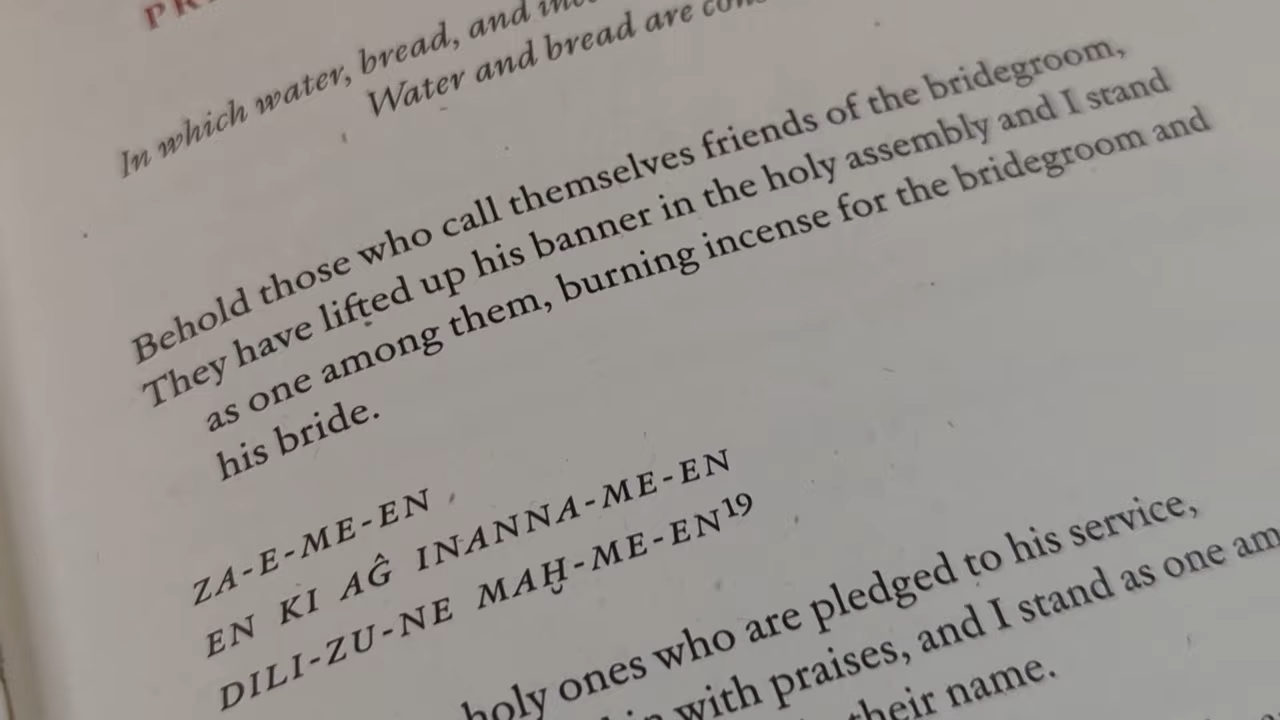 In which water, bread, and
Water and bread are
Behold those who call themselves friends of the bridegroom,
They have lifted up his banner in the holy assembly and I stand
as one among them, burning incense for the bridegroom and
his bride.
ZA-E-ME-EN
EN KI AĜ INANNA-ME-EN
DILI-ZU-NE MAḪ-ME-EN19
holy ones who are pledged to his service,
with praises, and I stand as one
their name.